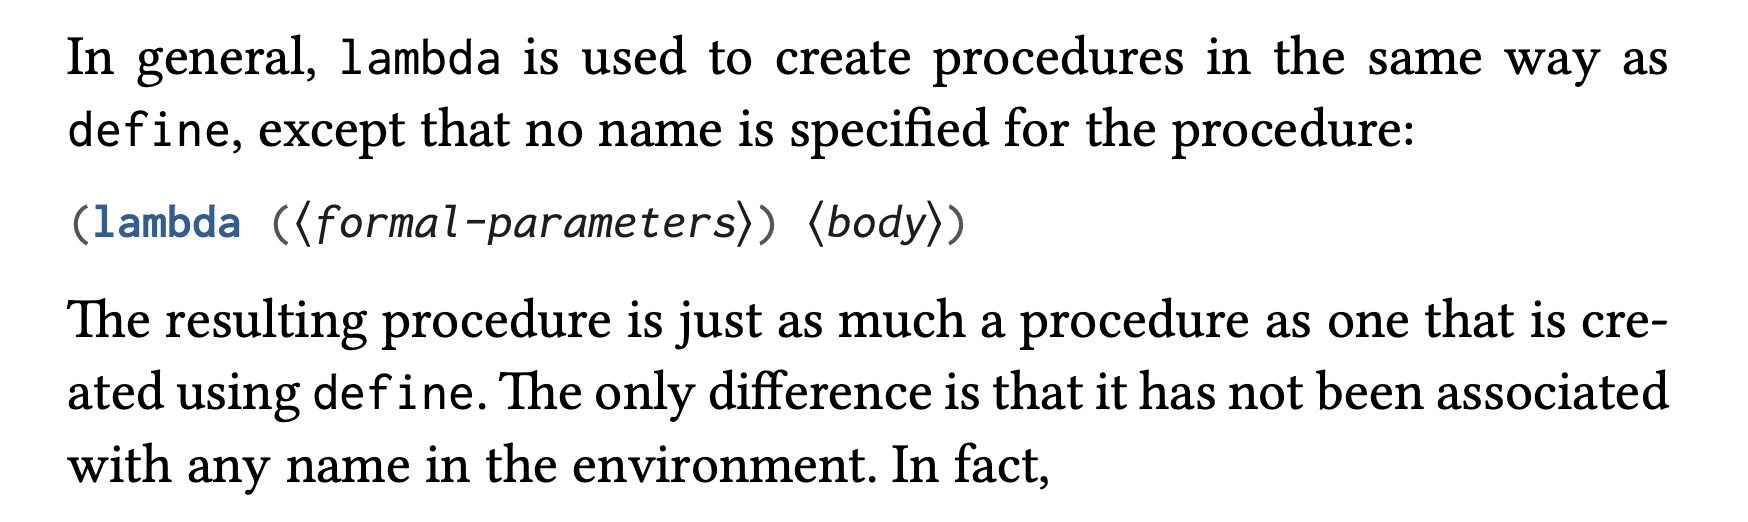 In general, lambda is used to create procedures in the same way as
define, except that no name is specified for the procedure:
(lambda (⟨formal-parameters⟩) ⟨body⟩)
The resulting procedure is just as much a procedure as one that is cre-
ated using define. The only difference is that it has not been associated
with any name in the environment. In fact,